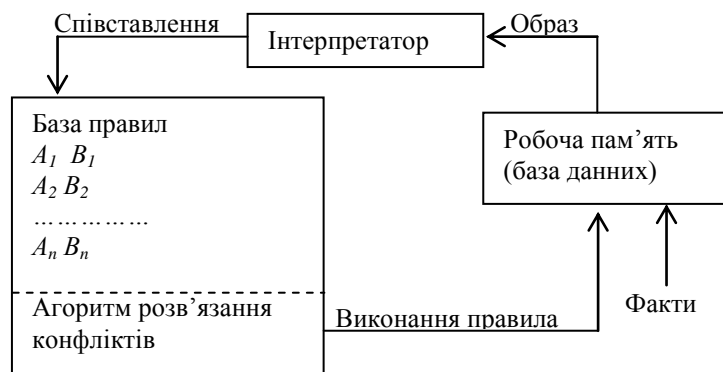 Співставлення
Інтерпретатор
Образ
База правил
A1 B1
A2 B2
……………
An Bn
Робоча пам’ять
(база данних)
Агоритм розв’язання
конфліктів
Виконання правила
Факти